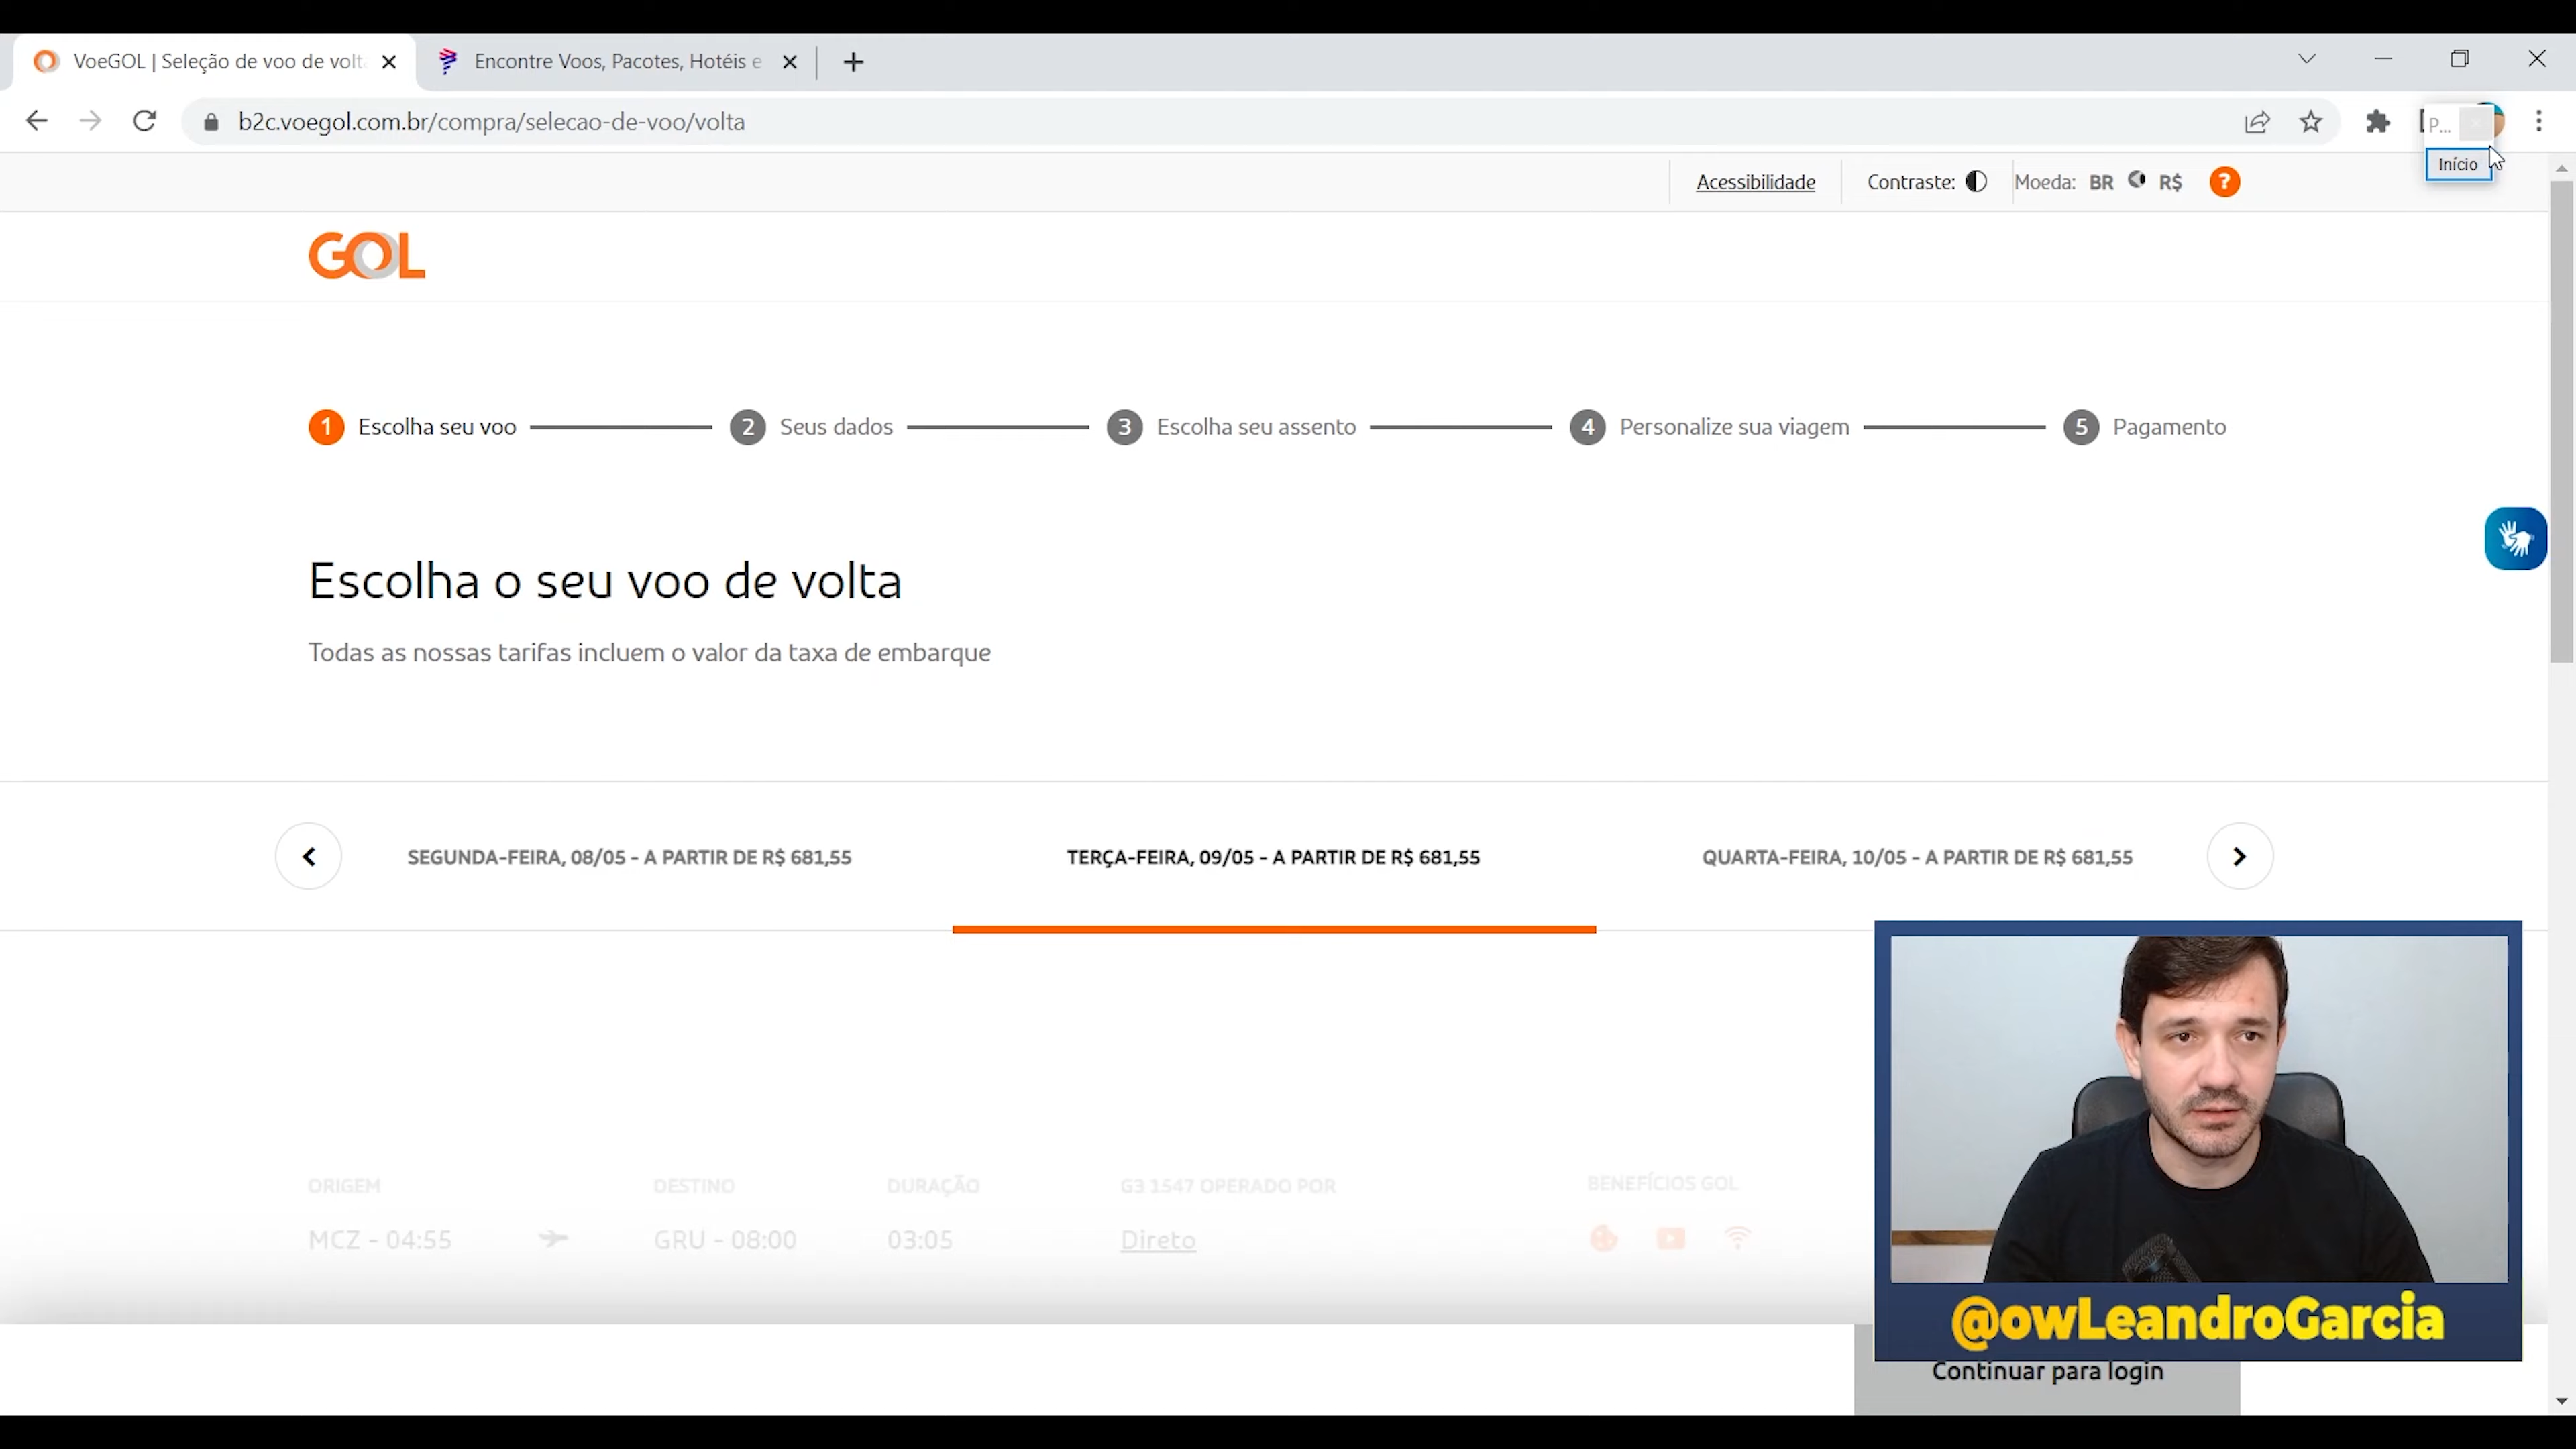 VoeGOL | Seleção de voo de volt
Encontre Voos, Pacotes, Hotéis e
b2c.voegol.com.br/compra/selecao-de-voo/volta
P...
Início
Acessibilidade
Contraste:
Moeda: BR R$ ?
GOL
1 Escolha seu voo
2 Seus dados
3 Escolha seu assento
4 Personalize sua viagem
5 Pagamento
Escolha o seu voo de volta
Todas as nossas tarifas incluem o valor da taxa de embarque
SEGUNDA-FEIRA, 08/05 - A PARTIR DE R$ 681,55
TERÇA-FEIRA, 09/05 - A PARTIR DE R$ 681,55
QUARTA-FEIRA, 10/05 - A PARTIR DE R$ 681,55
ORIGEM
DESTINO
DURAÇÃO
G3 1547 OPERADO POR
BENEFÍCIOS GOL
MCZ - 04:55
GRU - 08:00
03:05
Direto
@owLeandroGarcia
Continuar para login